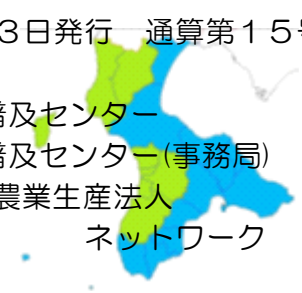 ３日発行　通算第１５号
普及センター
普及センター(事務局)
農業生産法人
ネットワーク